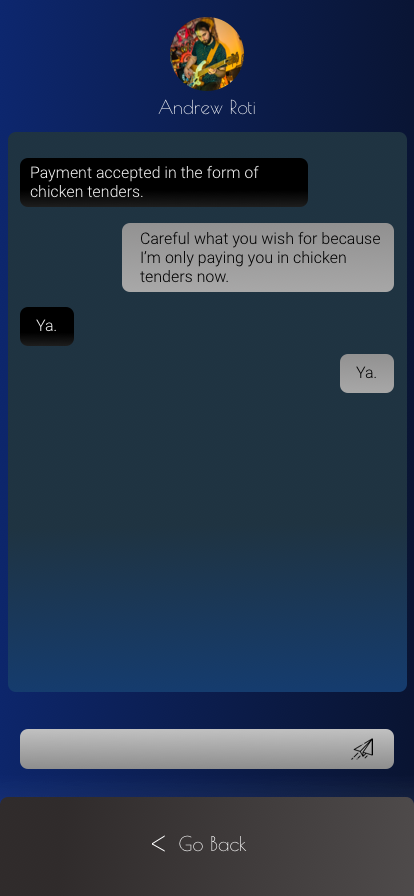 Andrew Roti
Payment accepted in the form of
chicken tenders.
Careful what you wish for because
I'm only paying you in chicken
tenders now.
Ya.
Ya.
< Go Back